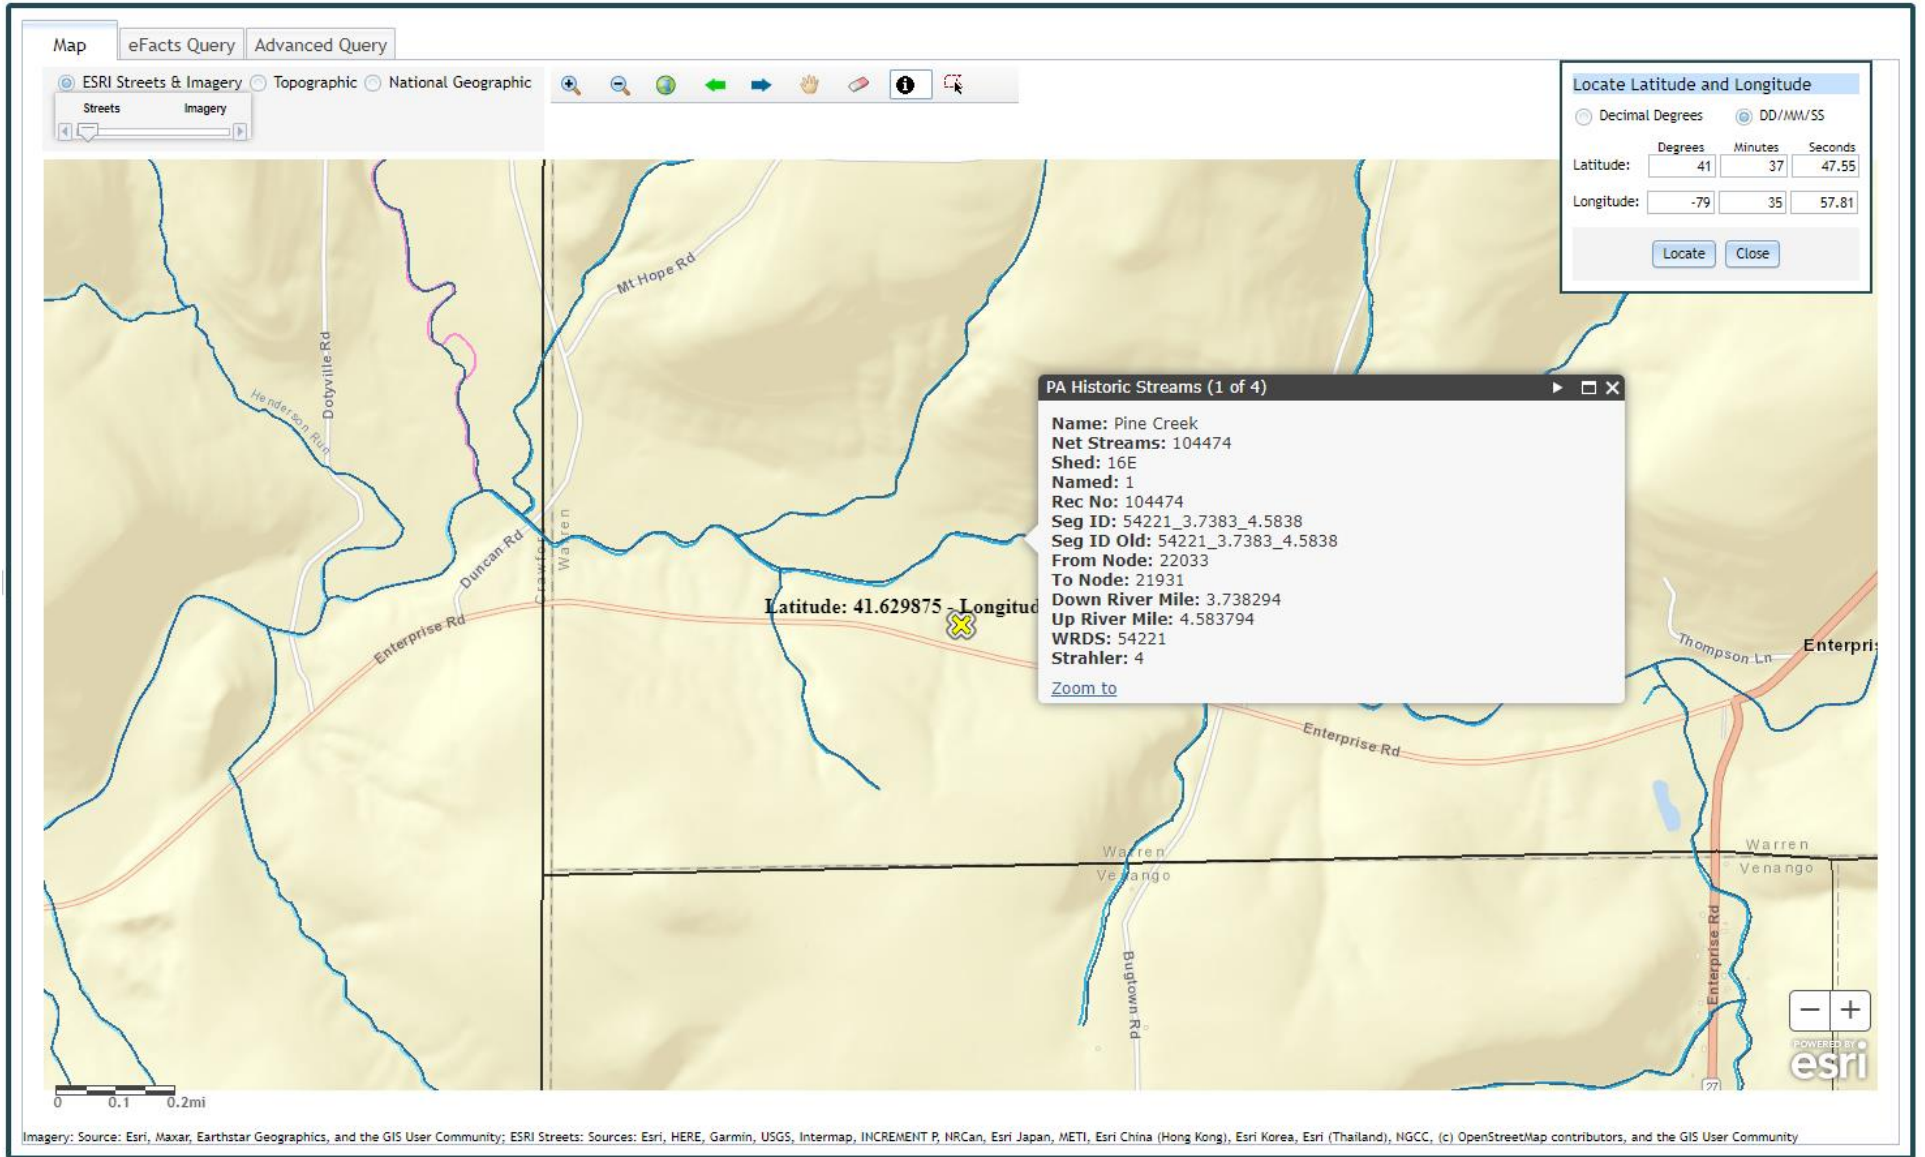 Map eFacts Query Advanced Query
ESRI Streets & Imagery Topographic National Geographic
Streets Imagery
Locate Latitude and Longitude
Decimal Degrees DD/MM/SS
Degrees Minutes Seconds
Latitude: 41 37 47.55
Longitude: -79 35 57.81
Locate Close
Mt Hope Rd
Dotyville Rd
Henderson Run
PA Historic Streams (1 of 4)
Name: Pine Creek
Net Streams: 104474
Shed: 16E
Named: 1
Rec No: 104474
Seg ID: 54221_3.7383_4.5838
Seg ID Old: 54221_3.7383_4.5838
From Node: 22033
To Node: 21931
Down River Mile: 3.738294
Up River Mile: 4.583794
WRDS: 54221
Strahler: 4
Zoom to
Duncan Rd
Crawfor
Warren
Latitude: 41.629875 - Longitud
Enterprise Rd
Thompson Ln
Enterpris
Enterprise Rd
Warren
Venango
Warren
Venango
Bugtown Rd
Enterprise Rd
27
POWERED BY
esri
0 0.1 0.2mi
Imagery: Source: Esri, Maxar, Earthstar Geographics, and the GIS User Community; ESRI Streets: Sources: Esri, HERE, Garmin, USGS, Intermap, INCREMENT P, NRCan, Esri Japan, METI, Esri China (Hong Kong), Esri Korea, Esri (Thailand), NGCC, (c) OpenStreetMap contributors, and the GIS User Community